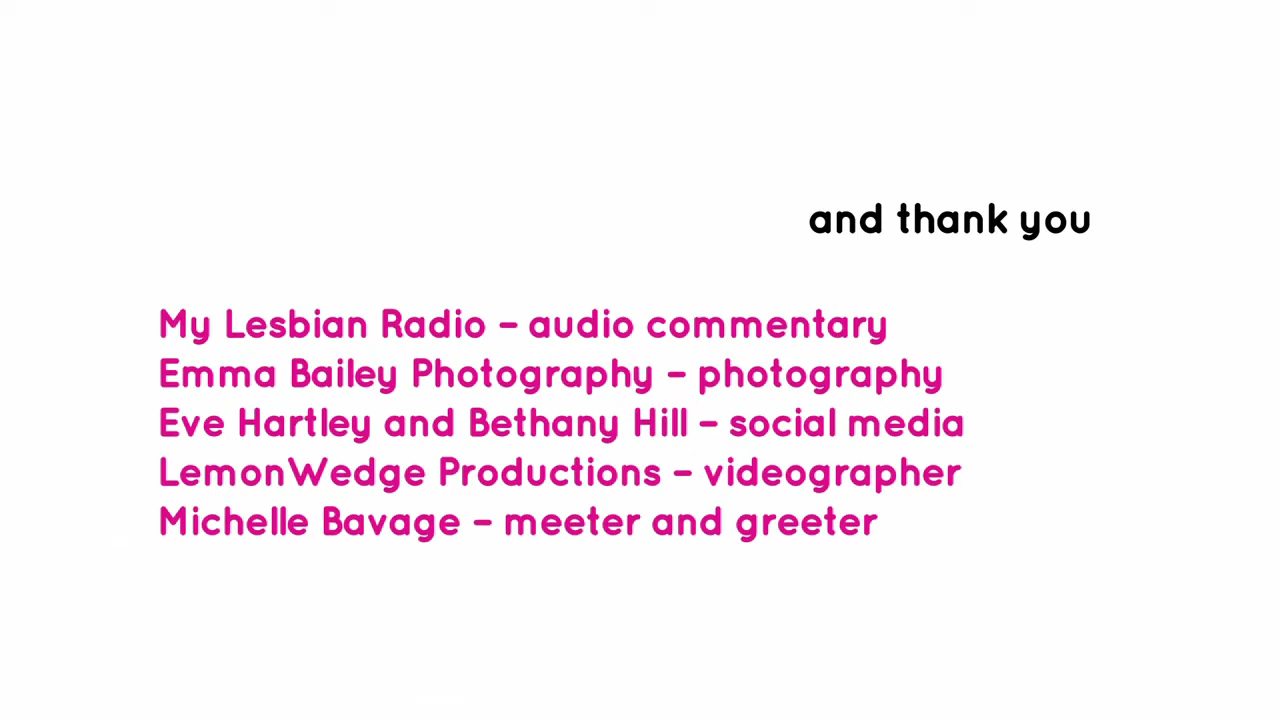 and thank you
My Lesbian Radio – audio commentary
Emma Bailey Photography – photography
Eve Hartley and Bethany Hill – social media
LemonWedge Productions – videographer
Michelle Bavage – meeter and greeter